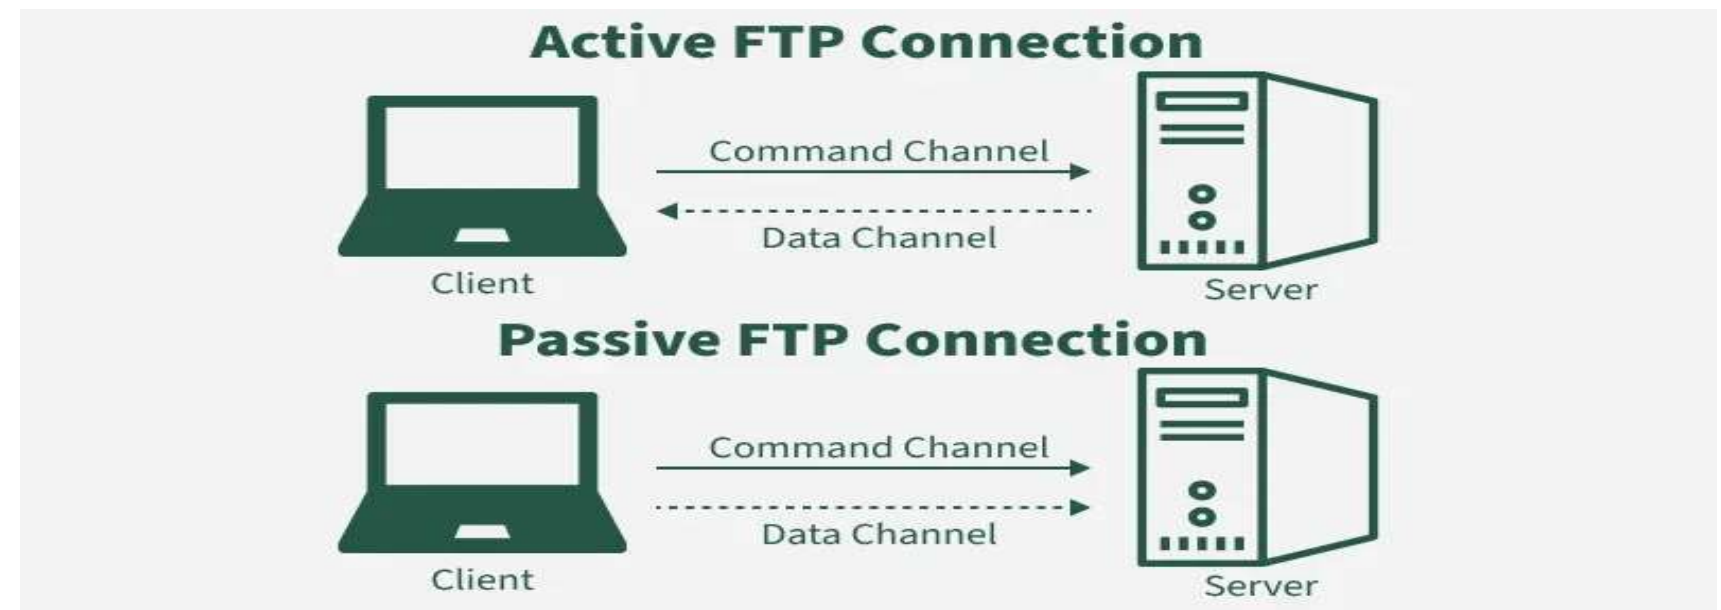 Active FTP Connection
Command Channel
Data Channel
Client
Server
Passive FTP Connection
Command Channel
Data Channel
Client
Server